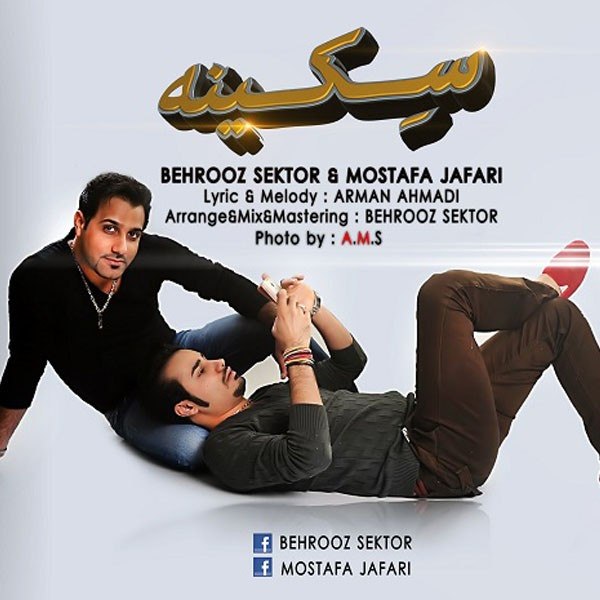 سکینه
BEHROOZ SEKTOR & MOSTAFA JAFARI
Lyric & Melody : ARMAN AHMADI
Arrange&Mix&Mastering : BEHROOZ SEKTOR
Photo by : A.M.S
f BEHROOZ SEKTOR
f MOSTAFA JAFARI